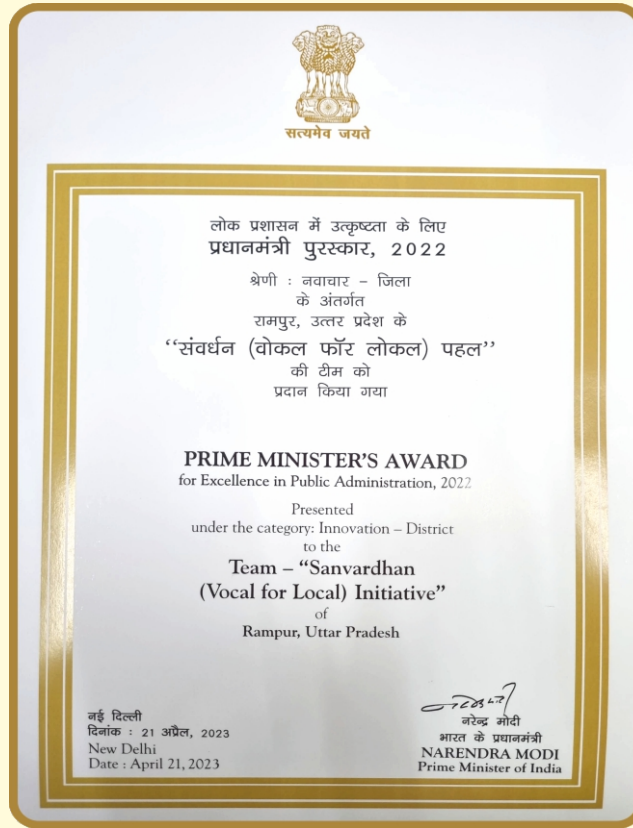 सत्यमेव जयते
लोक प्रशासन में उत्कृष्टता के लिए
प्रधानमंत्री पुरस्कार, 2022
श्रेणी : नवाचार – जिला
के अंतर्गत
रामपुर, उत्तर प्रदेश के
‘‘संवर्धन (वोकल फॉर लोकल) पहल’’
की टीम को
प्रदान किया गया
PRIME MINISTER’S AWARD
for Excellence in Public Administration, 2022
Presented
under the category: Innovation – District
to the
Team – “Sanvardhan
(Vocal for Local) Initiative”
of
Rampur, Uttar Pradesh
नई दिल्ली
दिनांक : 21 अप्रैल, 2023
New Delhi
Date : April 21, 2023
नरेन्द्र मोदी
भारत के प्रधानमंत्री
NARENDRA MODI
Prime Minister of India